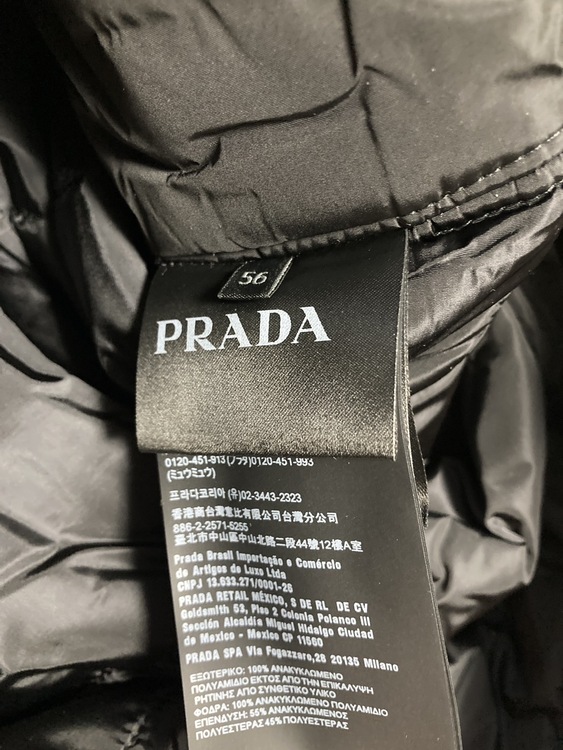 56
PRADA
0120-451-913(プラダ)0120-451-993
(ミュウミュウ)
프라다코리아 (유)02-3443-2323
香港商台灣普比有限公司台灣分公司
886-2-2571-5255
臺北市中山區中山北路二段44號12樓A室
Prada Brasil Importação e Comércio
de Artigos de Luxo Ltda
CNPJ 13.633.271/0001-26
PRADA RETAIL MÉXICO, S DE RL DE CV
Goldsmith 53, Piso 2 Colonia Polanco III
Sección Alcaldía Miguel Hidalgo Ciudad
de Mexico - Mexico CP 11560
PRADA SPA Via Fogazzaro,28 20135 Milano
ΕΞΩΤΕΡΙΚΟ: 100% ΑΝΑΚΥΚΛΩΜΕΝΟ
ΠΟΛΥΑΜΙΔΙΟ ΕΚΤΟΣ ΑΠΟ ΤΗΝ ΕΠΙΚΑΛΥΨΗ
ΡΗΤΙΝΗΣ ΑΠΟ ΣΥΝΘΕΤΙΚΟ ΥΛΙΚΟ
ΦΟΔΡΑ: 100% ΑΝΑΚΥΚΛΩΜΕΝΟ ΠΟΛΥΑΜΙΔΙΟ
ΕΠΕΝΔΥΣΗ: 55% ΑΝΑΚΥΚΛΩΜΕΝΟΣ
ΠΟΛΥΕΣΤΕΡΑΣ 45% ΠΟΛΥΕΣΤΕΡΑΣ